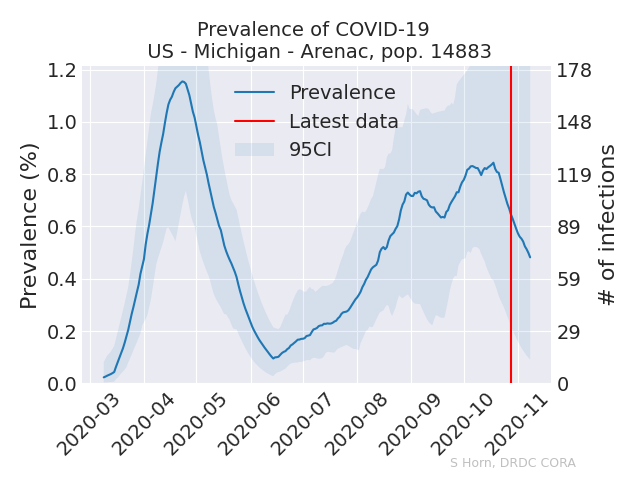 Prevalence of COVID-19
US - Michigan - Arenac, pop. 14883
Prevalence
Latest data
95CI
Prevalence (%)
1.2
1.0
0.8
0.6
0.4
0.2
0.0
178
148
119
89
59
29
0
# of infections
2020-03
2020-04
2020-05
2020-06
2020-07
2020-08
2020-09
2020-10
2020-11
S Horn, DRDC CORA